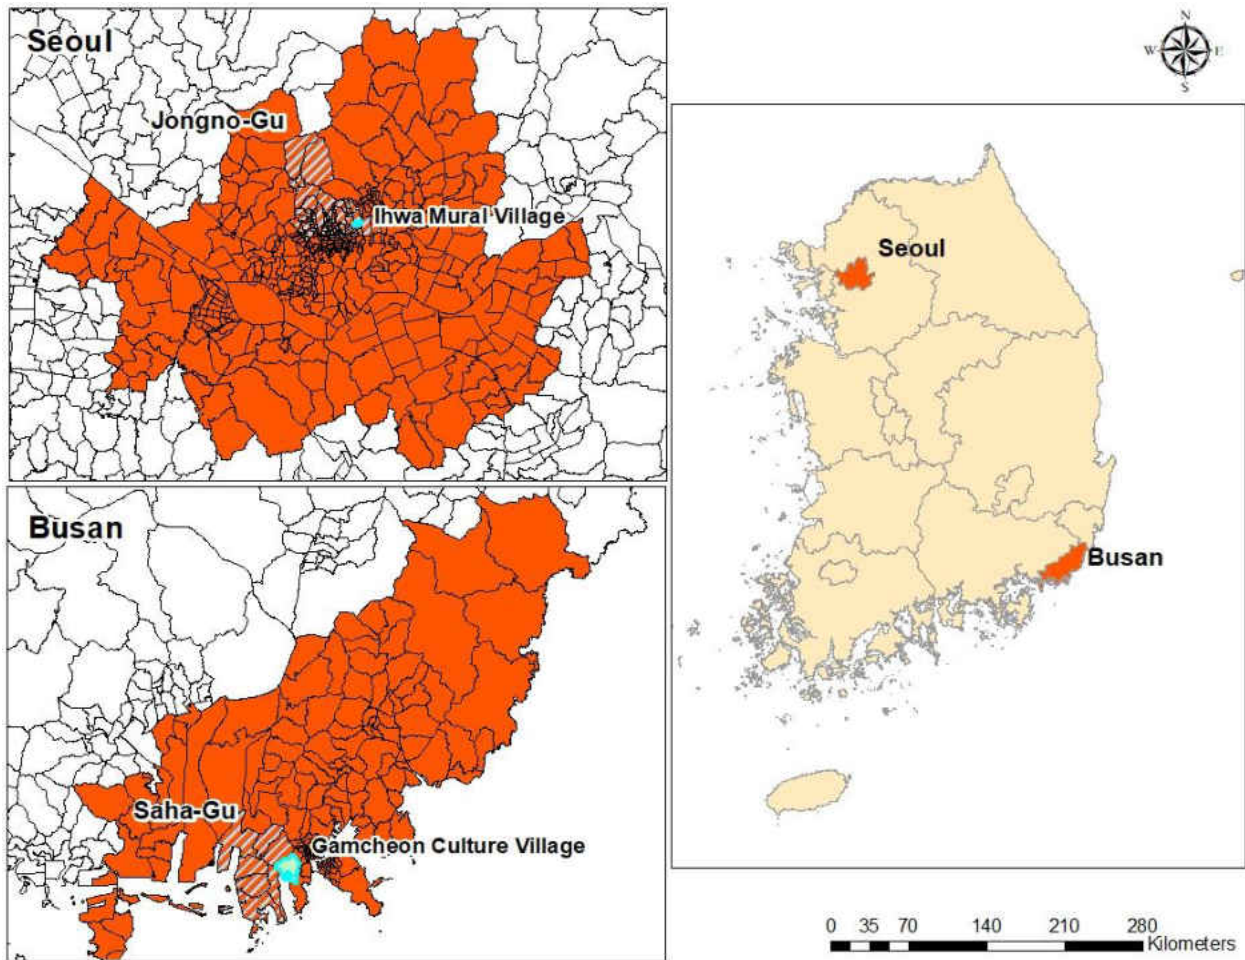 Seoul
Jongno-Gu
Ihwa Mural Village
Busan
Saha-Gu
Gamcheon Culture Village
N
W E
S
Seoul
Busan
0 35 70 140 210 280
Kilometers